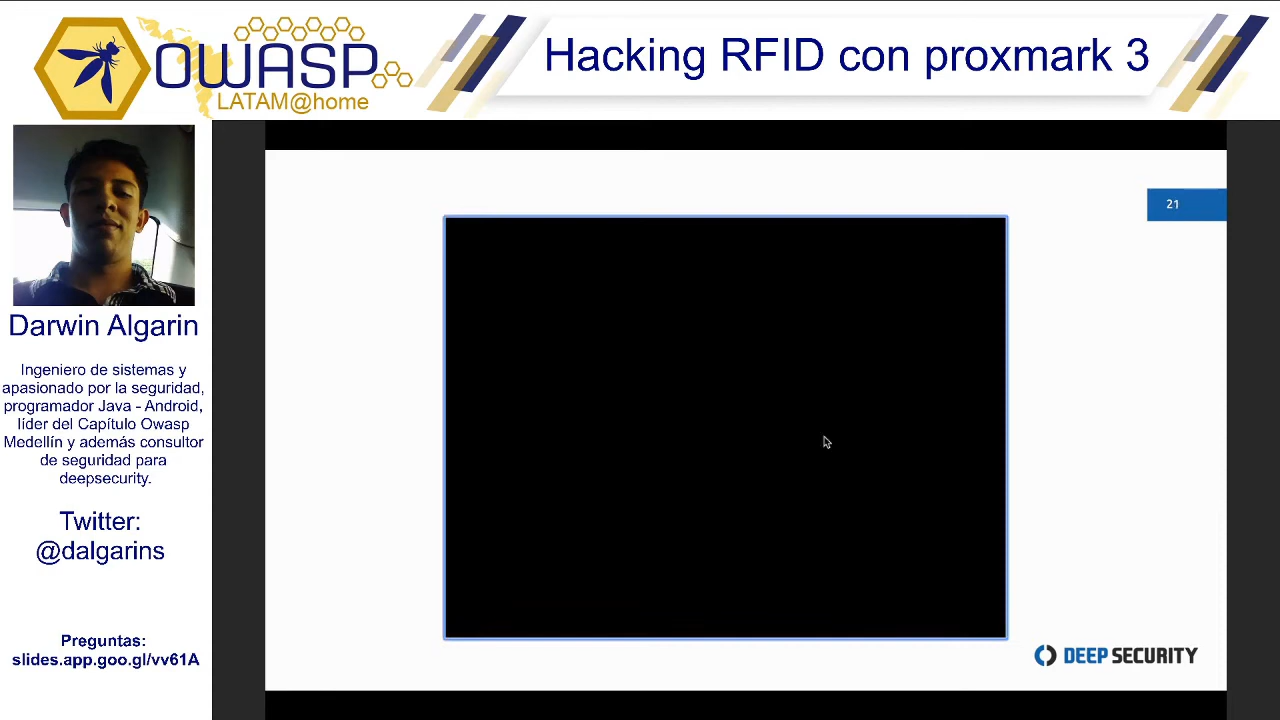 OWASP
LATAM@home
Hacking RFID con proxmark 3
Darwin Algarin
Ingeniero de sistemas y
apasionado por la seguridad,
programador Java - Android,
líder del Capítulo Owasp
Medellín y además consultor
de seguridad para
deepsecurity.
Twitter:
@dalgarins
Preguntas:
slides.app.goo.gl/vv61A
21
DEEP SECURITY